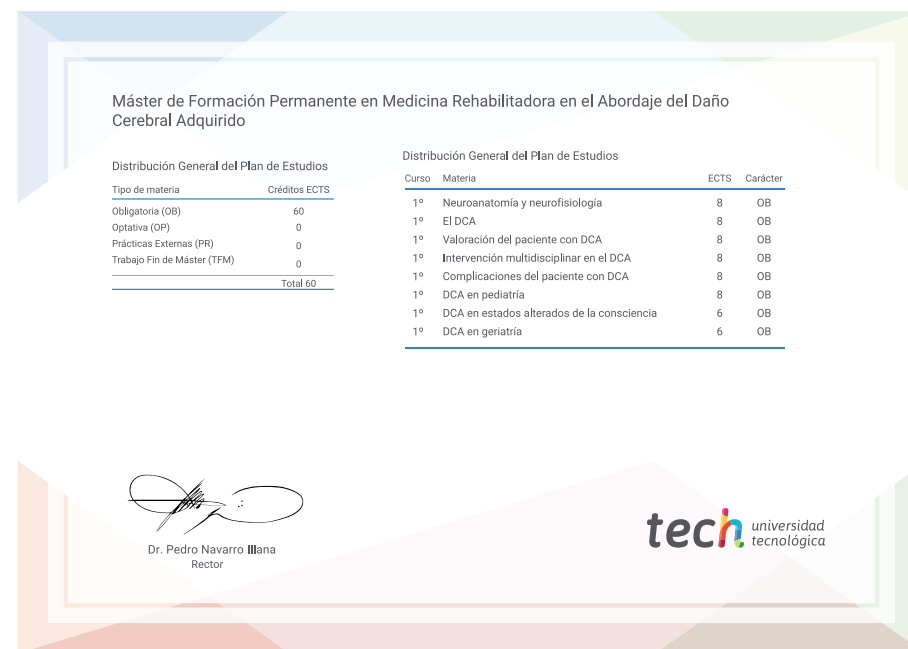 Máster de Formación Permanente en Medicina Rehabilitadora en el Abordaje del Daño
Cerebral Adquirido
Distribución General del Plan de Estudios
Tipo de materia Créditos ECTS
Obligatoria (OB) 60
Optativa (OP) 0
Prácticas Externas (PR) 0
Trabajo Fin de Máster (TFM) 0
Total 60
Distribución General del Plan de Estudios
Curso Materia ECTS Carácter
1º Neuroanatomía y neurofisiología 8 OB
1º El DCA 8 OB
1º Valoración del paciente con DCA 8 OB
1º Intervención multidisciplinar en el DCA 8 OB
1º Complicaciones del paciente con DCA 8 OB
1º DCA en pediatría 8 OB
1º DCA en estados alterados de la consciencia 6 OB
1º DCA en geriatría 6 OB
Dr. Pedro Navarro Illana
Rector
tech universidad
tecnológica